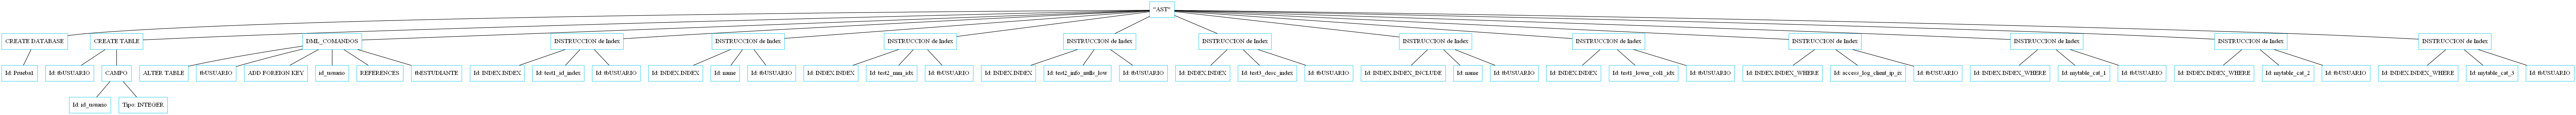 "AST"
CREATE DATABASE
CREATE TABLE
DML_COMANDOS
INSTRUCCION de Index
INSTRUCCION de Index
INSTRUCCION de Index
INSTRUCCION de Index
INSTRUCCION de Index
INSTRUCCION de Index
INSTRUCCION de Index
INSTRUCCION de Index
INSTRUCCION de Index
INSTRUCCION de Index
INSTRUCCION de Index
Id: Prueba1
Id: tbUSUARIO
CAMPO
ALTER TABLE
tbUSUARIO
ADD FOREIGN KEY
id_usuario
REFERENCES
tbESTUDIANTE
Id: INDEX.INDEX
Id: test1_id_index
Id: tbUSUARIO
Id: INDEX.INDEX
Id: name
Id: tbUSUARIO
Id: INDEX.INDEX
Id: test2_mm_idx
Id: tbUSUARIO
Id: INDEX.INDEX
Id: test2_info_nulls_low
Id: tbUSUARIO
Id: INDEX.INDEX
Id: test3_desc_index
Id: tbUSUARIO
Id: INDEX.INDEX_INCLUDE
Id: name
Id: tbUSUARIO
Id: INDEX.INDEX
Id: test1_lower_col1_idx
Id: tbUSUARIO
Id: INDEX.INDEX_WHERE
Id: access_log_client_ip_ix
Id: tbUSUARIO
Id: INDEX.INDEX_WHERE
Id: mytable_cat_1
Id: tbUSUARIO
Id: INDEX.INDEX_WHERE
Id: mytable_cat_2
Id: tbUSUARIO
Id: INDEX.INDEX_WHERE
Id: mytable_cat_3
Id: tbUSUARIO
Id: id_usuario
Tipo: INTEGER